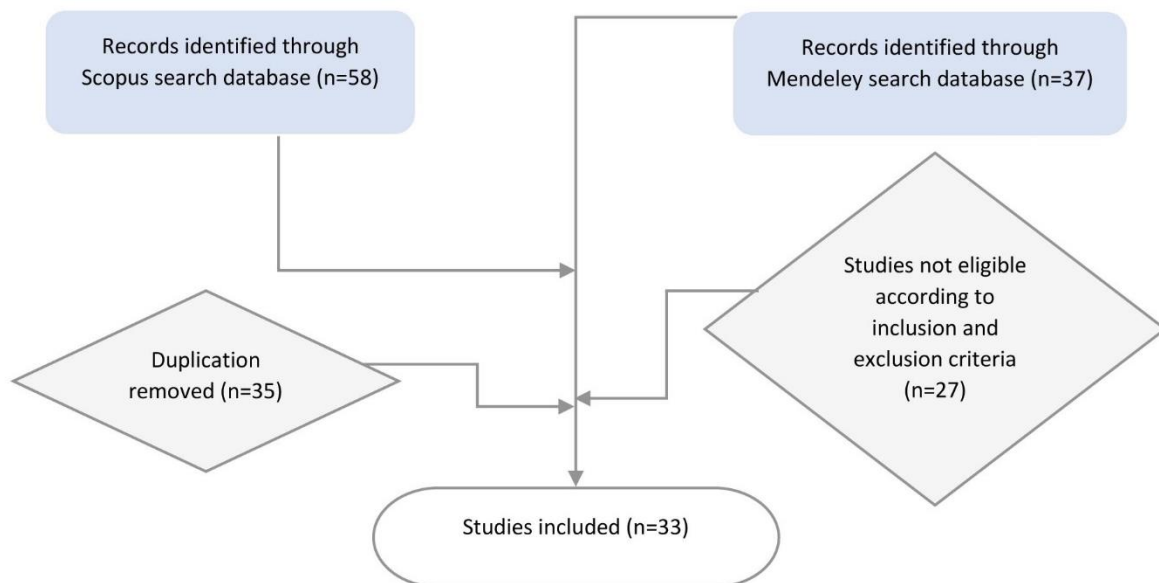 Records identified through
Scopus search database (n=58)
Records identified through
Mendeley search database (n=37)
Studies not eligible
according to
inclusion and
exclusion criteria
(n=27)
Duplication
removed (n=35)
Studies included (n=33)